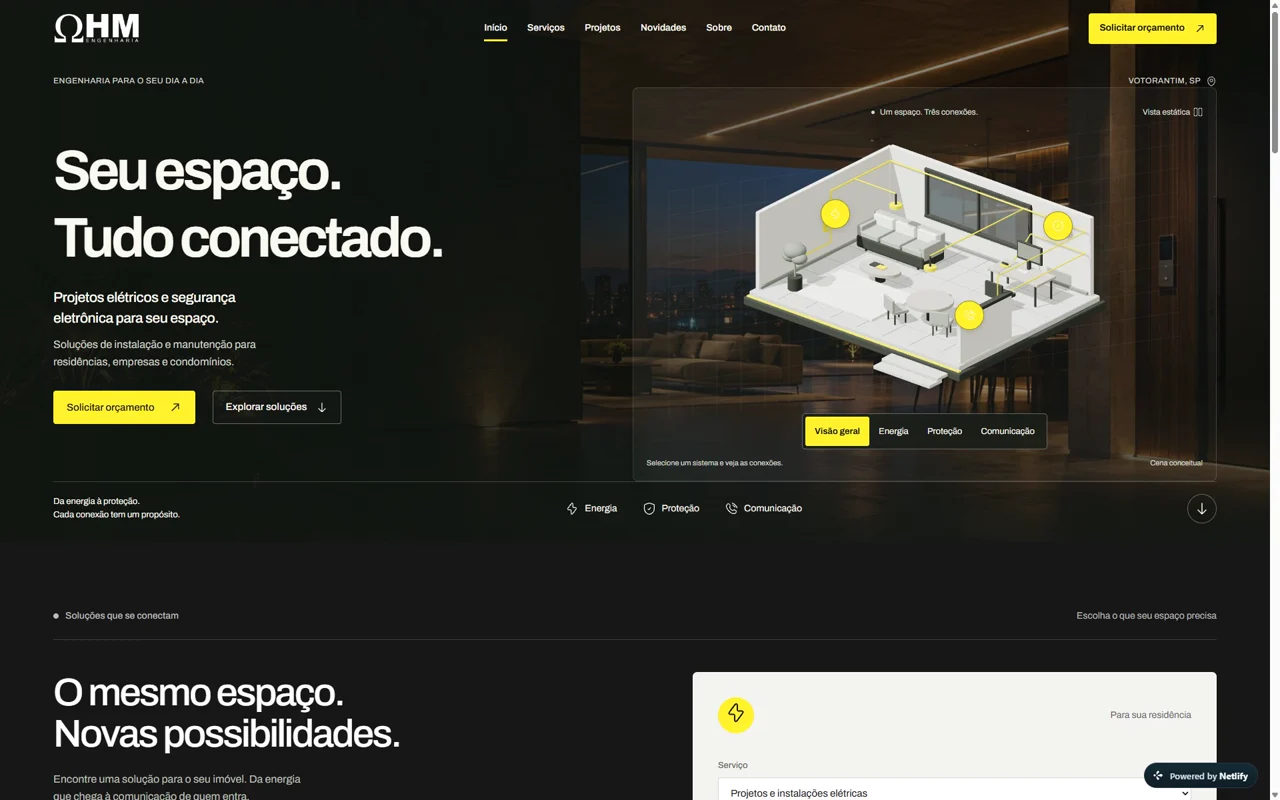 ΩHM
ENGENHARIA
Início
Serviços
Projetos
Novidades
Sobre
Contato
Solicitar orçamento
ENGENHARIA PARA O SEU DIA A DIA
VOTORANTIM, SP
Um espaço. Três conexões.
Vista estática
Seu espaço.
Tudo conectado.
Projetos elétricos e segurança
eletrônica para seu espaço.
Soluções de instalação e manutenção para
residências, empresas e condomínios.
Solicitar orçamento
Explorar soluções
Visão geral
Energia
Proteção
Comunicação
Selecione um sistema e veja as conexões.
Cena conceitual
Da energia à proteção.
Cada conexão tem um propósito.
Energia
Proteção
Comunicação
Soluções que se conectam
Escolha o que seu espaço precisa
O mesmo espaço.
Novas possibilidades.
Encontre uma solução para o seu imóvel. Da energia
que chega à comunicação de quem entra.
Para sua residência
Serviço
Projetos e instalações elétricas
Powered by Netlify